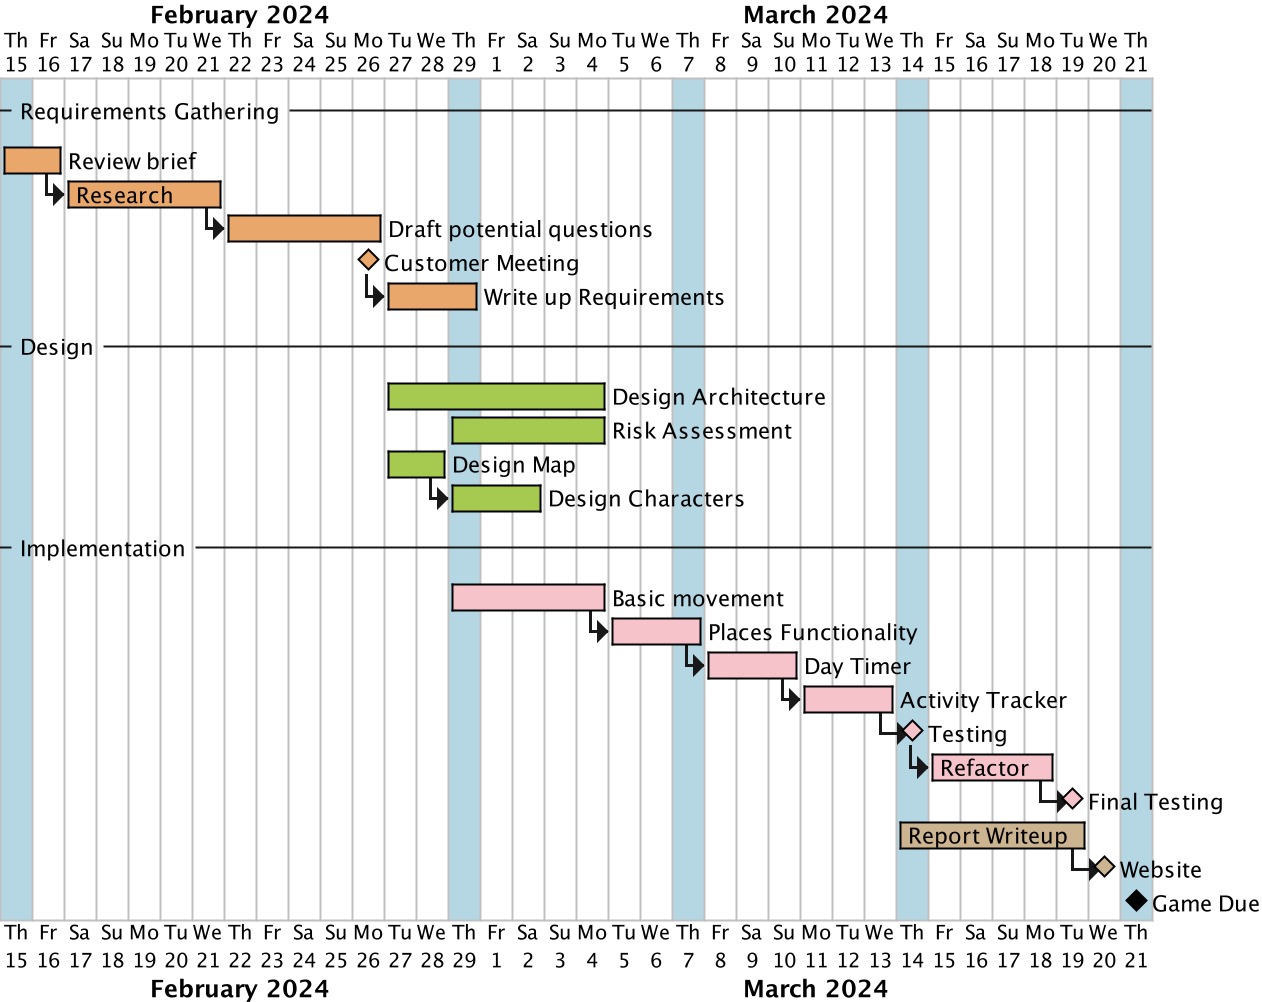 February 2024 March 2024
Th Fr Sa Su Mo Tu We Th Fr Sa Su Mo Tu We Th Fr Sa Su Mo Tu We Th Fr Sa Su Mo Tu We Th Fr Sa Su Mo Tu We Th
15 16 17 18 19 20 21 22 23 24 25 26 27 28 29 1 2 3 4 5 6 7 8 9 10 11 12 13 14 15 16 17 18 19 20 21
Requirements Gathering
Review brief
Research
Draft potential questions
Customer Meeting
Write up Requirements
Design
Design Architecture
Risk Assessment
Design Map
Design Characters
Implementation
Basic movement
Places Functionality
Day Timer
Activity Tracker
Testing
Refactor
Final Testing
Report Writeup
Website
Game Due
Th Fr Sa Su Mo Tu We Th Fr Sa Su Mo Tu We Th Fr Sa Su Mo Tu We Th Fr Sa Su Mo Tu We Th Fr Sa Su Mo Tu We Th
15 16 17 18 19 20 21 22 23 24 25 26 27 28 29 1 2 3 4 5 6 7 8 9 10 11 12 13 14 15 16 17 18 19 20 21
February 2024 March 2024